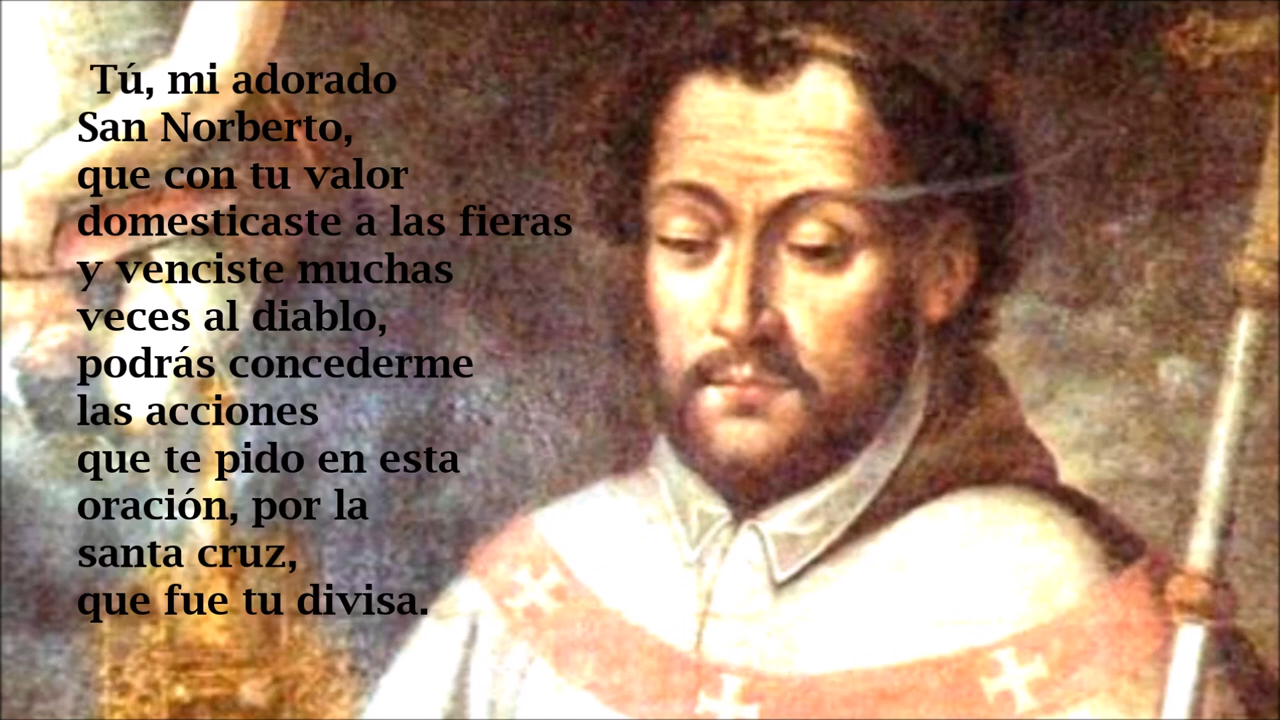 Tú, mi adorado
San Norberto,
que con tu valor
domesticaste a las fieras
y venciste muchas
veces al diablo,
podrás concederme
las acciones
que te pido en esta
oración, por la
santa cruz,
que fue tu divisa.